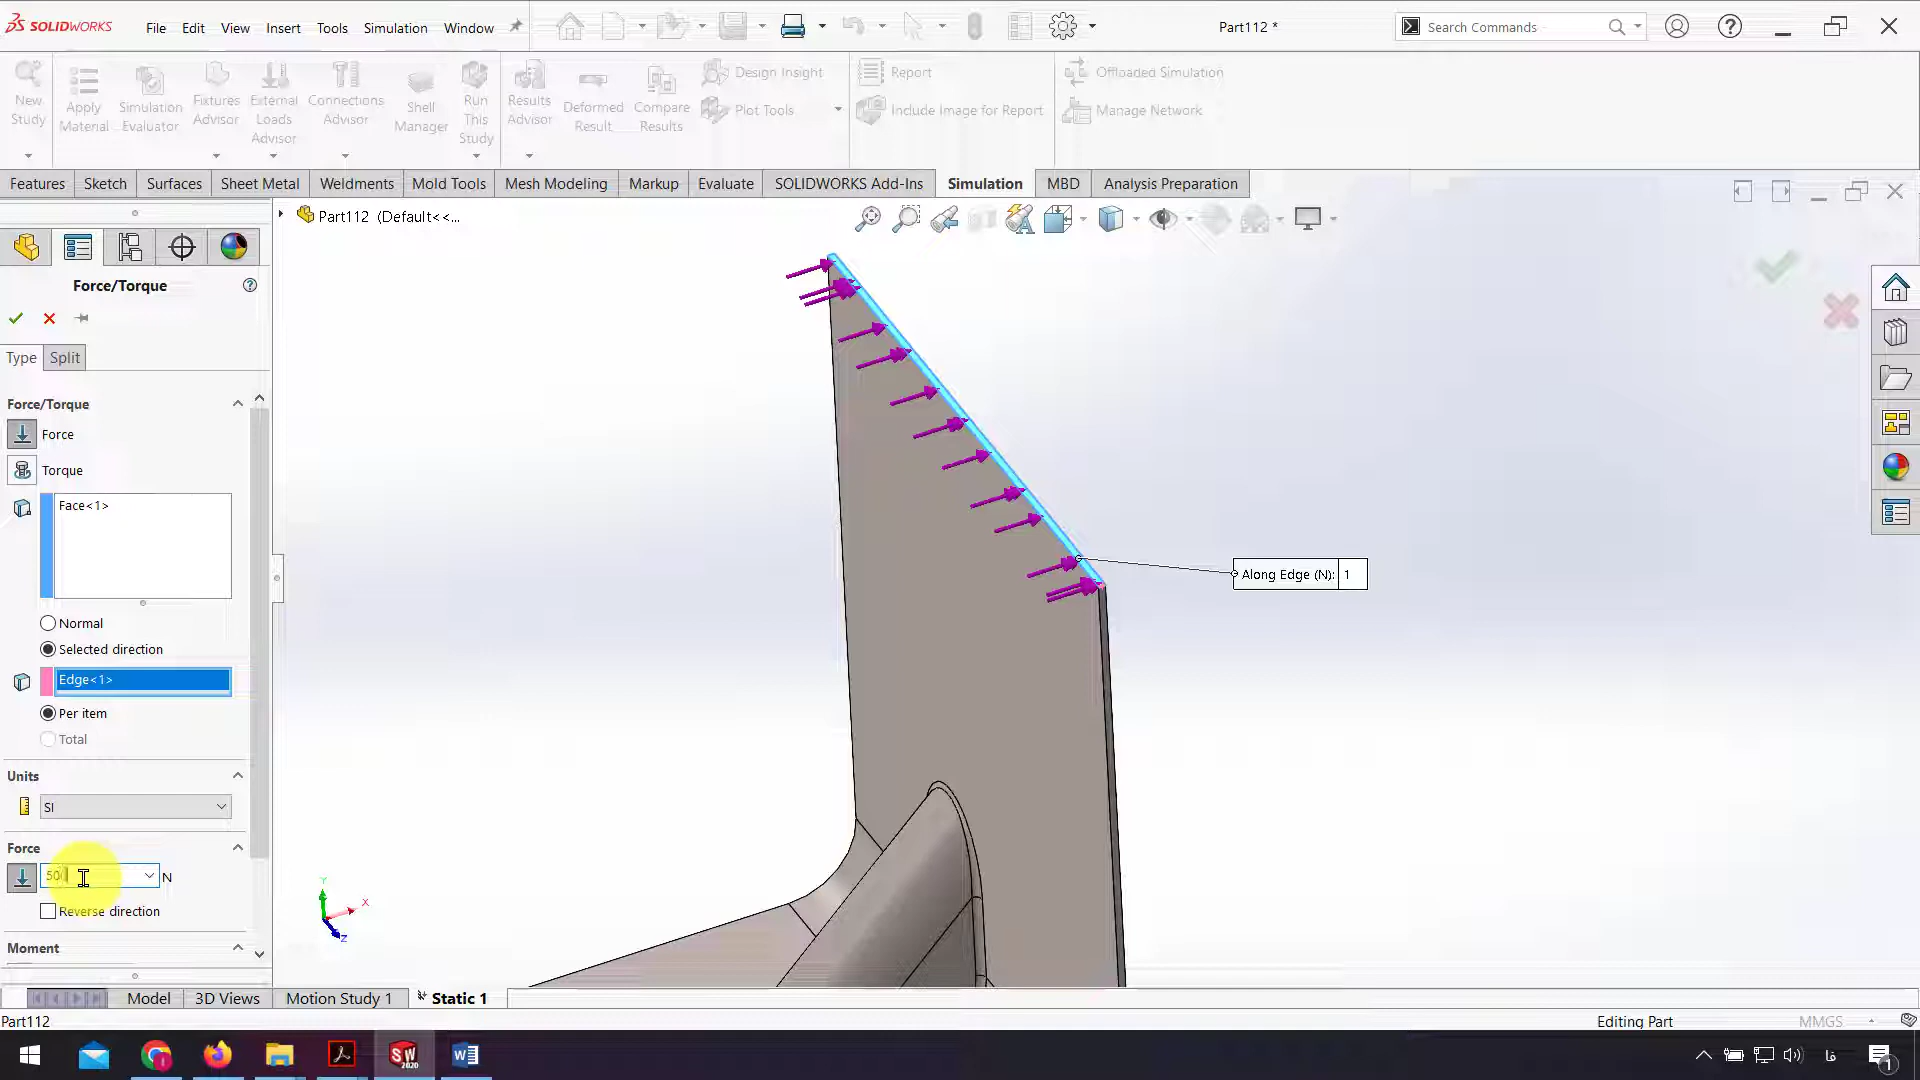 SOLIDWORKS
File Edit View Insert Tools Simulation Window
Part112 *
Search Commands
New Study
Apply Material
Simulation Evaluator
Fixtures Advisor
External Loads Advisor
Connections Advisor
Shell Manager
Run This Study
Results Advisor
Deformed Result
Compare Results
Design Insight
Plot Tools
Report
Include Image for Report
Offloaded Simulation
Manage Network
Features Sketch Surfaces Sheet Metal Weldments Mold Tools Mesh Modeling Markup Evaluate SOLIDWORKS Add-Ins Simulation MBD Analysis Preparation
Part112 (Default<<...
Force/Torque
Type Split
Force/Torque
Force
Torque
Face<1>
Normal
Selected direction
Edge<1>
Per item
Total
Units
SI
Force
N
Reverse direction
Moment
Along Edge (N): 1
Y
X
Z
Model 3D Views Motion Study 1 Static 1
Part112
Editing Part
MMGS
SW
2020
فا
1